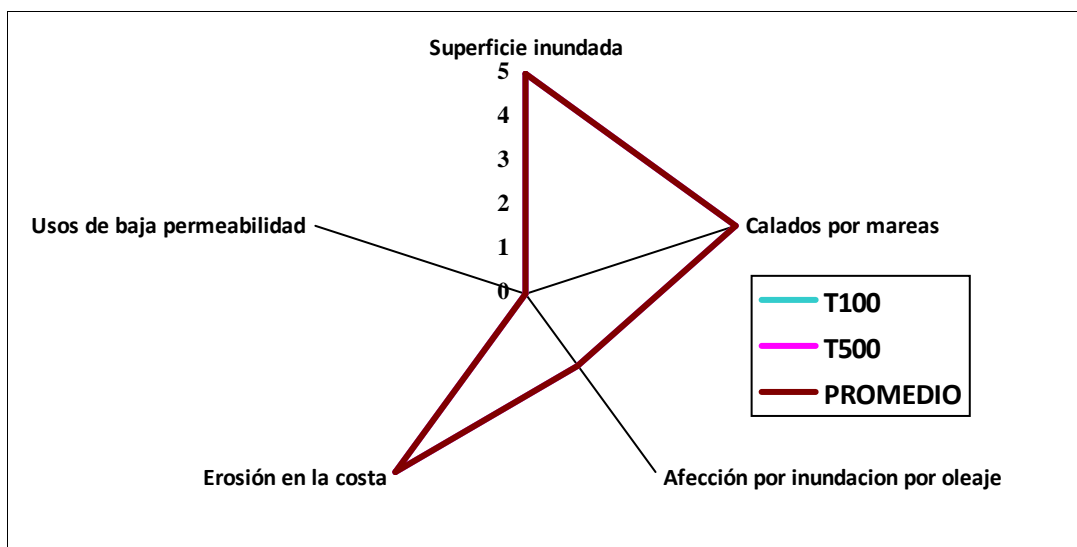 Superficie inundada
5
4
3
2
1
0
Usos de baja permeabilidad
Calados por mareas
T100
T500
PROMEDIO
Erosión en la costa
Afección por inundacion por oleaje